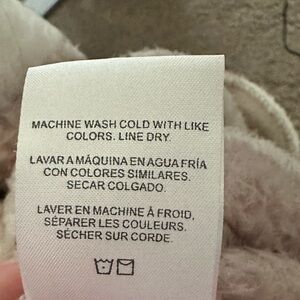 MACHINE WASH COLD WITH LIKE
COLORS. LINE DRY.
LAVAR A MÁQUINA EN AGUA FRÍA
CON COLORES SIMILARES.
SECAR COLGADO.
LAVER EN MACHINE À FROID,
SÉPARER LES COULEURS.
SÉCHER SUR CORDE.